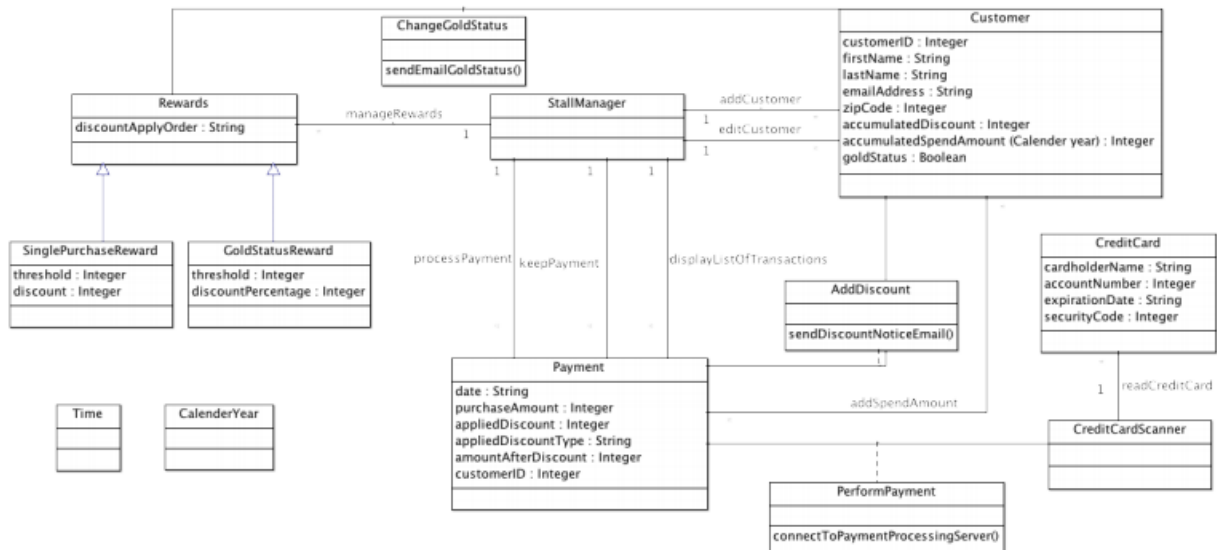 ChangeGoldStatus
sendEmailGoldStatus()
Customer
customerID : Integer
firstName : String
lastName : String
emailAddress : String
zipCode : Integer
accumulatedDiscount : Integer
accumulatedSpendAmount (Calender year) : Integer
goldStatus : Boolean
Rewards
discountApplyOrder : String
manageRewards
1
StallManager
addCustomer
1
editCustomer
1
1
1
1
SinglePurchaseReward
threshold : Integer
discount : Integer
GoldStatusReward
threshold : Integer
discountPercentage : Integer
processPayment
keepPayment
displayListOfTransactions
AddDiscount
sendDiscountNoticeEmail()
CreditCard
cardholderName : String
accountNumber : Integer
expirationDate : String
securityCode : Integer
1
readCreditCard
Payment
date : String
purchaseAmount : Integer
appliedDiscount : Integer
appliedDiscountType : String
amountAfterDiscount : Integer
customerID : Integer
addSpendAmount
Time
CalenderYear
CreditCardScanner
PerformPayment
connectToPaymentProcessingServer()